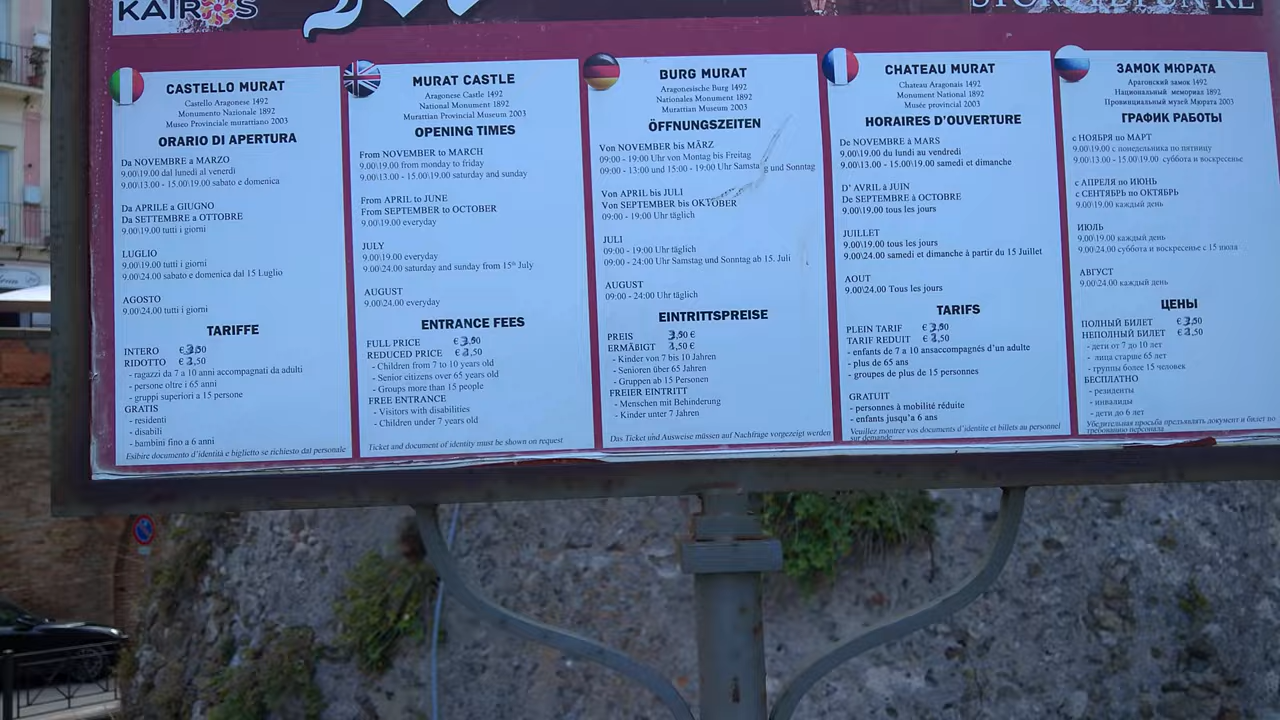 KAIROS
CASTELLO MURAT
Castello Aragonese 1492
Monumento Nazionale 1892
Museo Provinciale murattiano 2003
ORARIO DI APERTURA
Da NOVEMBRE a MARZO
9.00\19.00 dal lunedì al venerdì
9.00\13.00 - 15.00\19.00 sabato e domenica
Da APRILE a GIUGNO
Da SETTEMBRE a OTTOBRE
9.00\19.00 tutti i giorni
LUGLIO
9.00\19.00 tutti i giorni
9.00\24.00 sabato e domenica dal 15 Luglio
AGOSTO
9.00\24.00 tutti i giorni
TARIFFE
INTERO €3,50
RIDOTTO € ,50
- ragazzi da 7 a 10 anni accompagnati da adulti
- persone oltre i 65 anni
- gruppi superiori a 15 persone
GRATIS
- residenti
- disabili
- bambini fino a 6 anni
Esibire documento d'identità e biglietto se richiesto dal personale
MURAT CASTLE
Aragonese Castle 1492
National Monument 1892
Murattian Provincial Museum 2003
OPENING TIMES
From NOVEMBER to MARCH
9.00\19.00 from monday to friday
9.00\13.00 - 15.00\19.00 saturday and sunday
From APRIL to JUNE
From SEPTEMBER to OCTOBER
9.00\19.00 everyday
JULY
9.00\19.00 everyday
9.00\24.00 saturday and sunday from 15th July
AUGUST
9.00\24.00 everyday
ENTRANCE FEES
FULL PRICE €3,50
REDUCED PRICE € ,50
- Children from 7 to 10 years old
- Senior citizens over 65 years old
- Groups more than 15 people
FREE ENTRANCE
- Visitors with disabilities
- Children under 7 years old
Ticket and document of identity must be shown on request
BURG MURAT
Aragonesische Burg 1492
Nationales Monument 1892
Murattian Museum 2003
ÖFFNUNGSZEITEN
Von NOVEMBER bis MÄRZ
09:00 - 19:00 Uhr von Montag bis Freitag
09:00 - 13:00 und 15:00 - 19:00 Uhr Samsta g und Sonntag
Von APRIL bis JULI
Von SEPTEMBER bis OKTOBER
09:00 - 19:00 Uhr täglich
JULI
09:00 - 19:00 Uhr täglich
09:00 - 24:00 Uhr Samstag und Sonntag ab 15. Juli
AUGUST
09:00 - 24:00 Uhr täglich
EINTRITTSPREISE
PREIS 3,50 €
ERMÄBIGT ,50 €
- Kinder von 7 bis 10 Jahren
- Senioren über 65 Jahren
- Gruppen ab 15 Personen
FREIER EINTRITT
- Menschen mit Behinderung
- Kinder unter 7 Jahren
Das Ticket und Ausweise müssen auf Nachfrage vorgezeigt werden
CHATEAU MURAT
Chateau Aragonais 1492
Monument National 1892
Musée provincial 2003
HORAIRES D'OUVERTURE
De NOVEMBRE à MARS
9.00\19.00 du lundi au vendredi
9.00\13.00 - 15.00\19.00 samedi et dimanche
D' AVRIL à JUIN
De SEPTEMBRE à OCTOBRE
9.00\19.00 tous les jours
JUILLET
9.00\19.00 tous les jours
9.00\24.00 samedi et dimanche à partir du 15 Juillet
AOUT
9.00\24.00 Tous les jours
TARIFS
PLEIN TARIF € 3,50
TARIF REDUIT € ,50
- enfants de 7 a 10 ansaccompagnés d'un adulte
- plus de 65 ans
- groupes de plus de 15 personnes
GRATUIT
- personnes à mobilité réduite
- enfants jusqu'a 6 ans
Veuillez montrer vos documents d'identite et billets au personnel
sur demande
ЗАМОК МЮРАТА
Арагонский замок 1492
Национальный мемориал 1892
Провинциальный музей Мюрата 2003
ГРАФИК РАБОТЫ
с НОЯБРЯ по МАРТ
9.00\19.00 с понедельника по пятницу
9.00\13.00 - 15.00\19.00 суббота и воскресенье
с АПРЕЛЯ по ИЮНЬ
с СЕНТЯБРЬ по ОКТЯБРЬ
9.00\19.00 каждый день
ИЮЛЬ
9.00\19.00 каждый день
9.00\24.00 суббота и воскресенье с 15 июля
АВГУСТ
9.00\24.00 каждый день
ЦЕНЫ
ПОЛНЫЙ БИЛЕТ €3,50
НЕПОЛНЫЙ БИЛЕТ € ,50
- дети от 7 до 10 лет
- лица старше 65 лет
- группы более 15 человек
БЕСПЛАТНО
- резиденты
- инвалиды
- дети до 6 лет
Убедительная просьба предъявлять документ и билет по
требованию персонала